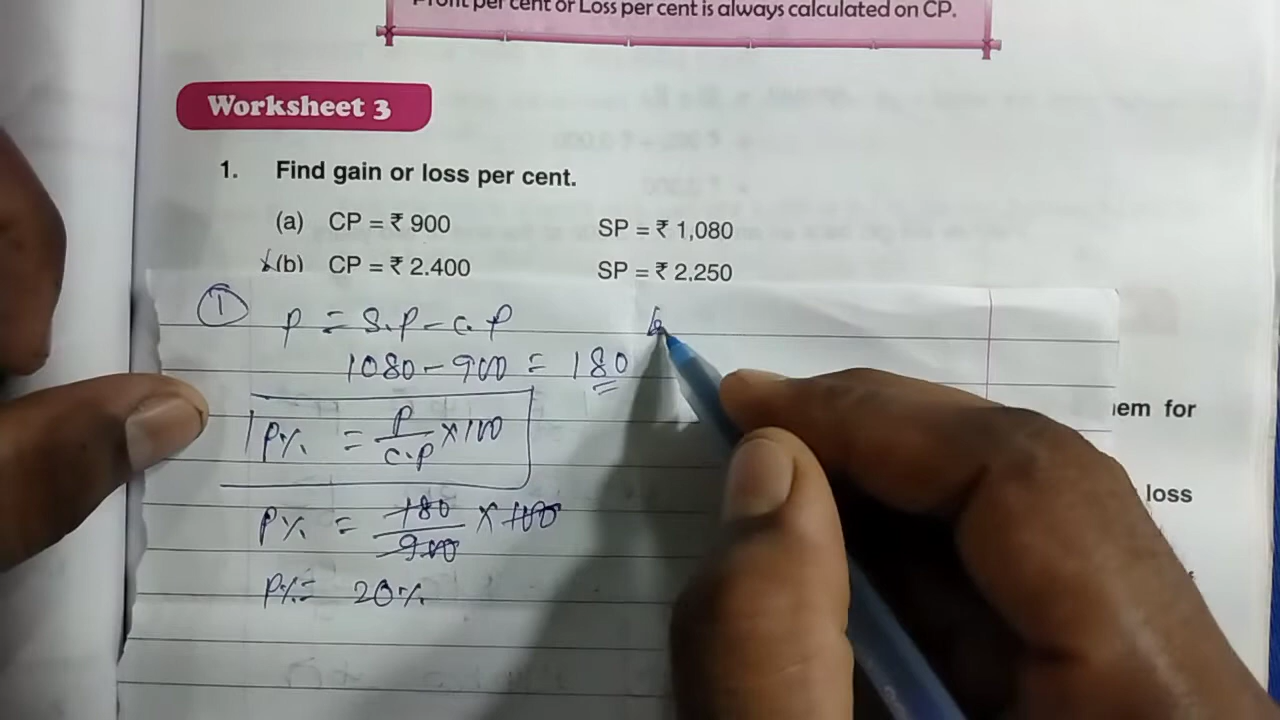 Profit per cent or Loss per cent is always calculated on CP.
Worksheet 3
1. Find gain or loss per cent.
(a) CP = ₹ 900 SP = ₹ 1,080
(b) CP = ₹ 2,400 SP = ₹ 2,250
① P = S.P - C.P
1080 - 900 = 180
P% = P/C.P × 100
P% = 180/900 × 100
P% = 20%
em for
loss